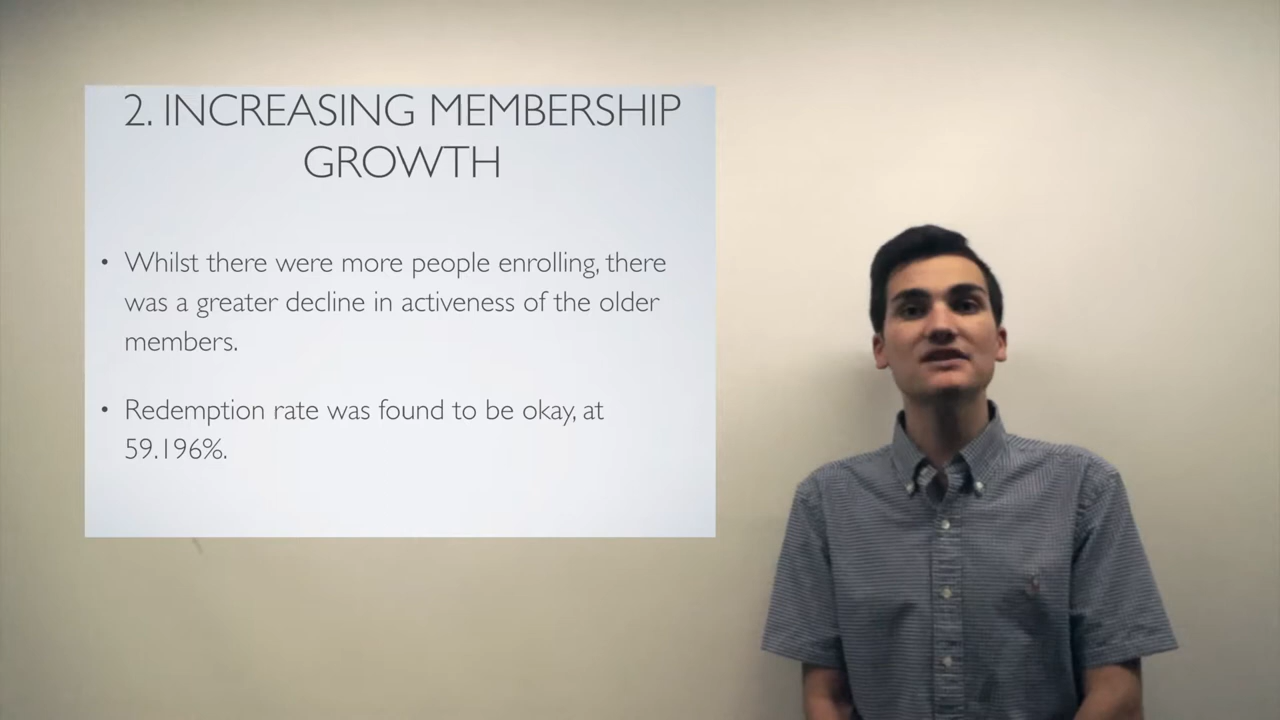 2. INCREASING MEMBERSHIP
GROWTH
• Whilst there were more people enrolling, there
was a greater decline in activeness of the older
members.
• Redemption rate was found to be okay, at
59.196%.